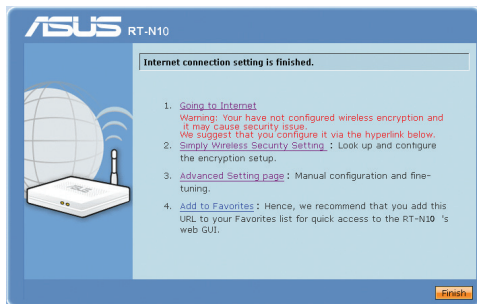 ASUS RT-N10
Internet connection setting is finished.
1. Going to Internet
Warning: Your have not configured wireless encryption and
it may cause security issue.
We suggest that you configure it via the hyperlink below.
2. Simply Wireless Security Setting : Look up and configure
the encryption setup.
3. Advanced Setting page : Manual configuration and fine-
tuning.
4. Add to Favorites : Hence, we recommend that you add this
URL to your Favorites list for quick access to the RT-N10 's
web GUI.
Finish